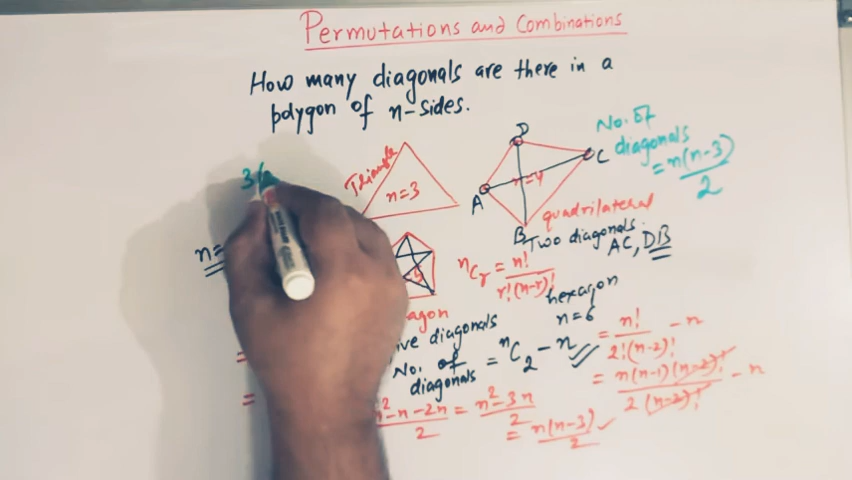 Permutations and Combinations
How many diagonals are there in a
polygon of n-sides.
No. of
diagonals
= n(n-3)/2
Triangle
n=3
D
C
A
B
n=4
quadrilateral
Two diagonals.
AC, DB
3
n=
nCr = n!/r!(n-r)!
hexagon
n=6
diagonals
No. of
diagonals
= nC2 - n
= n!/2!(n-2)! - n
= n(n-1)(n-2)!/2(n-2)! - n
=
=
n²-n-2n/2 = n²-3n/2
= n(n-3)/2